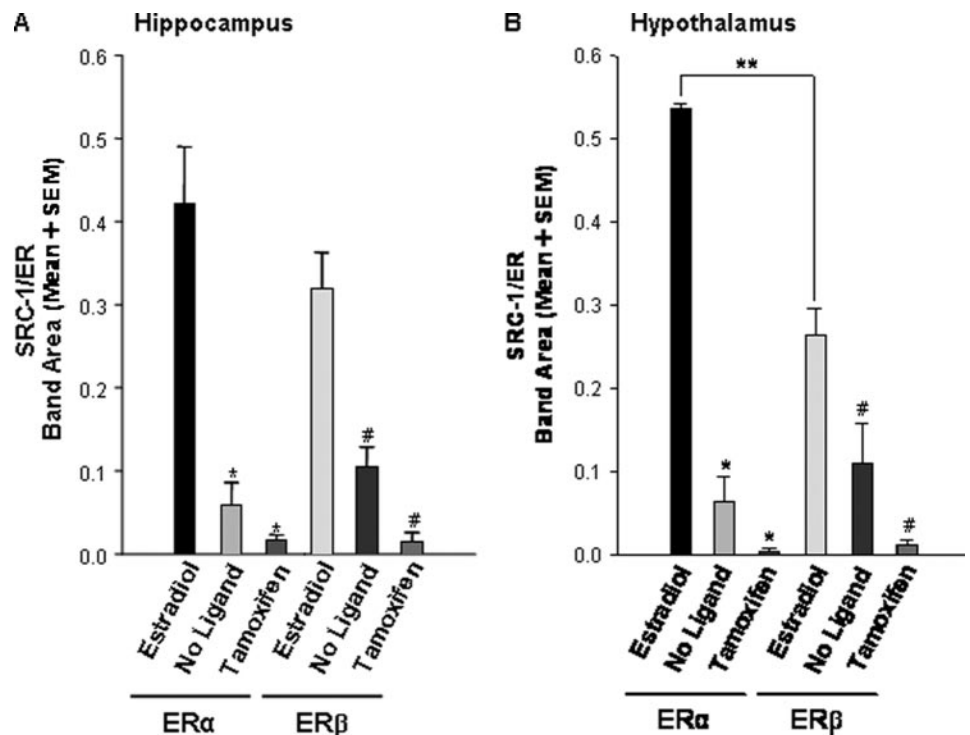 A Hippocampus
SRC-1/ER
Band Area (Mean + SEM)
0.6
0.5
0.4
0.3
0.2
0.1
0.0
*
*
#
#
Estradiol
No Ligand
Tamoxifen
Estradiol
No Ligand
Tamoxifen
ERα
ERβ
B Hypothalamus
SRC-1/ER
Band Area (Mean + SEM)
0.6
0.5
0.4
0.3
0.2
0.1
0.0
**
*
*
#
#
Estradiol
No Ligand
Tamoxifen
Estradiol
No Ligand
Tamoxifen
ERα
ERβ